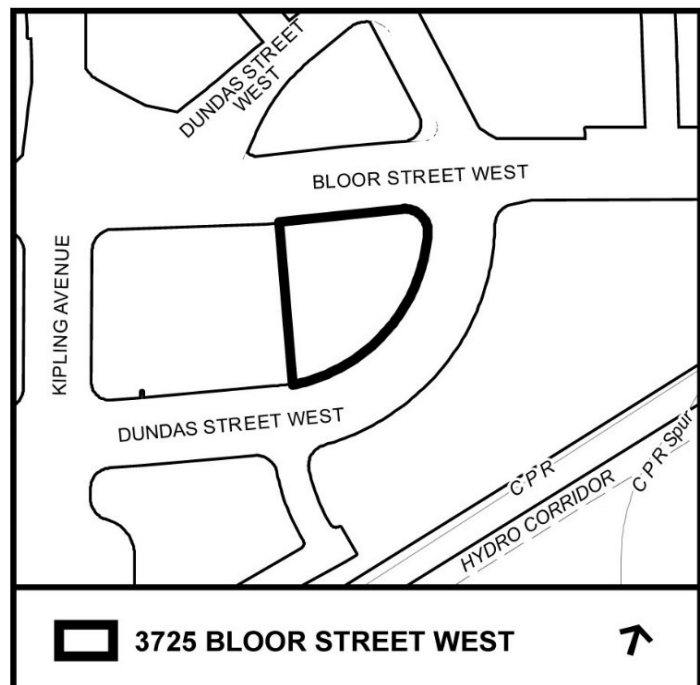 DUNDAS STREET
WEST
BLOOR STREET WEST
KIPLING AVENUE
DUNDAS STREET WEST
C P R
C P R Spur
HYDRO CORRIDOR
3725 BLOOR STREET WEST